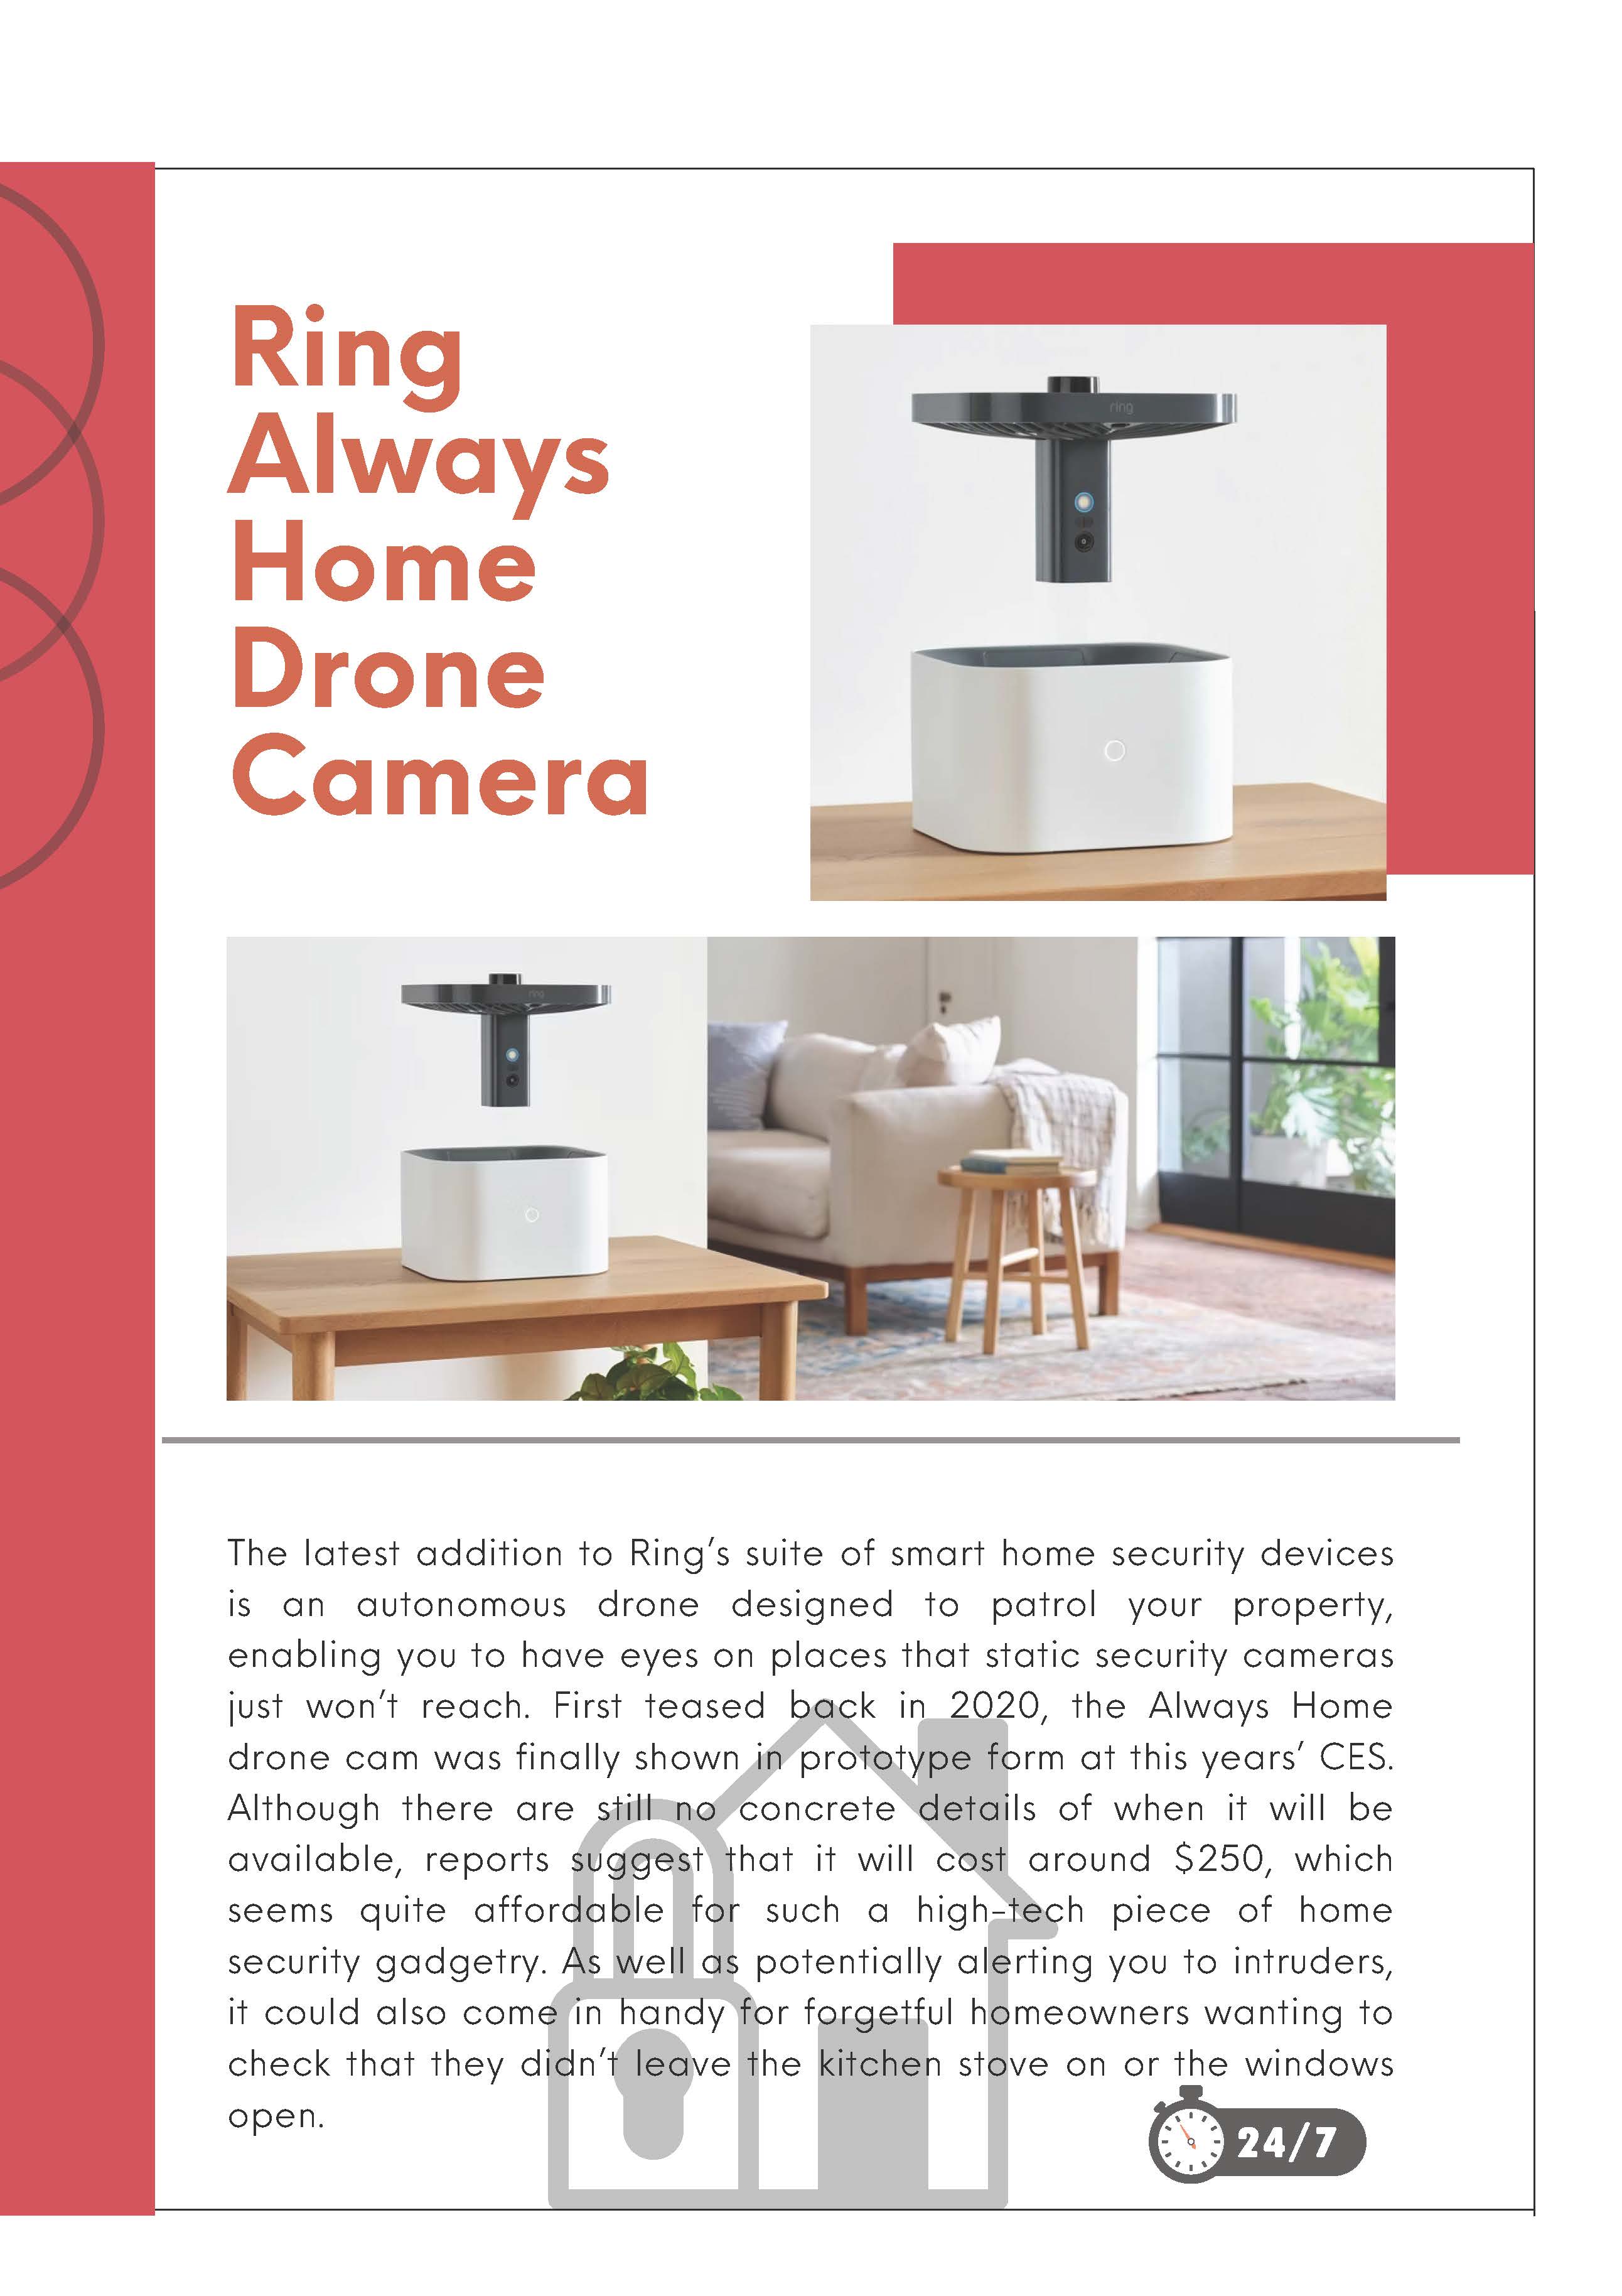 Ring
Always
Home
Drone
Camera
ring
ring
The latest addition to Ring's suite of smart home security devices
is an autonomous drone designed to patrol your property,
enabling you to have eyes on places that static security cameras
just won't reach. First teased back in 2020, the Always Home
drone cam was finally shown in prototype form at this years' CES.
Although there are still no concrete details of when it will be
available, reports suggest that it will cost around $250, which
seems quite affordable for such a high-tech piece of home
security gadgetry. As well as potentially alerting you to intruders,
it could also come in handy for forgetful homeowners wanting to
check that they didn't leave the kitchen stove on or the windows
open.
24/7